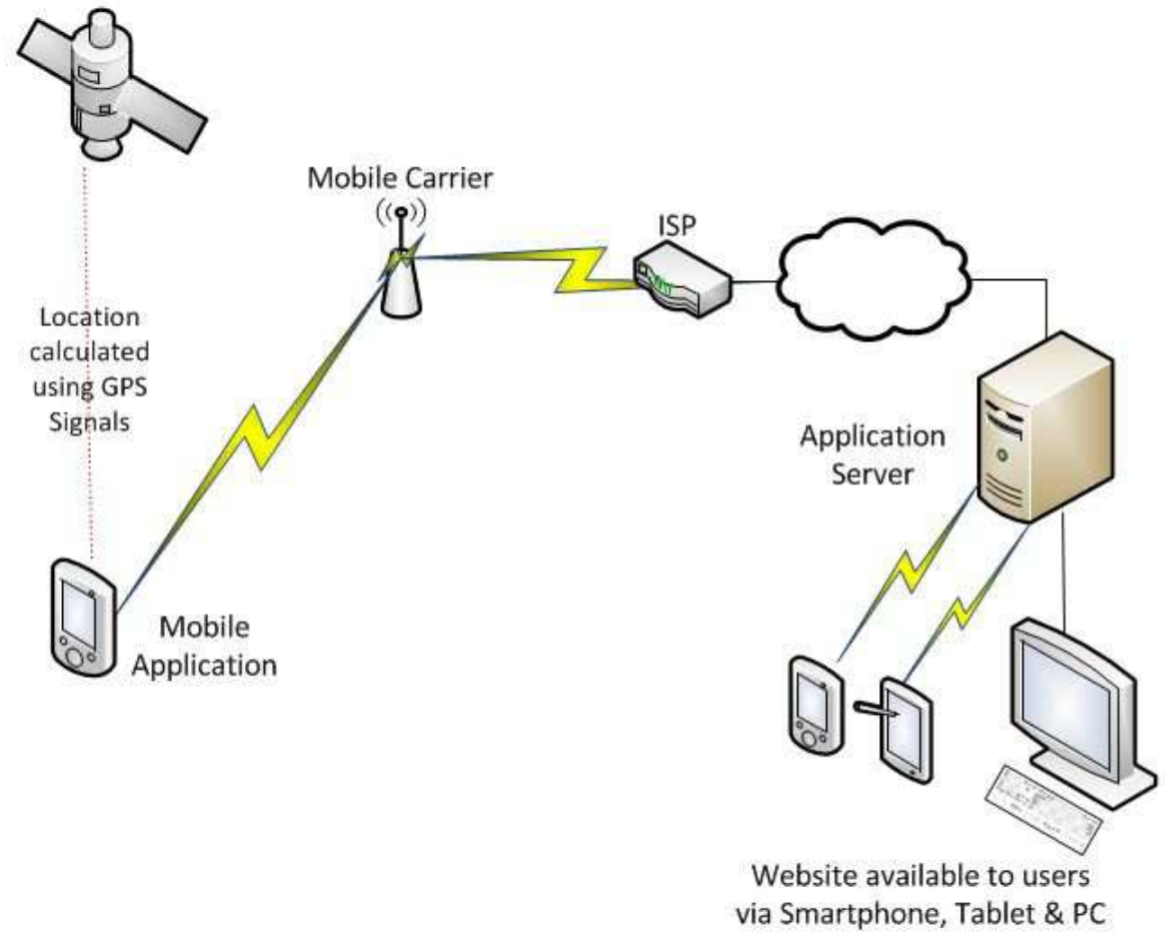 Mobile Carrier
ISP
Location
calculated
using GPS
Signals
Application
Server
Mobile
Application
Website available to users
via Smartphone, Tablet & PC